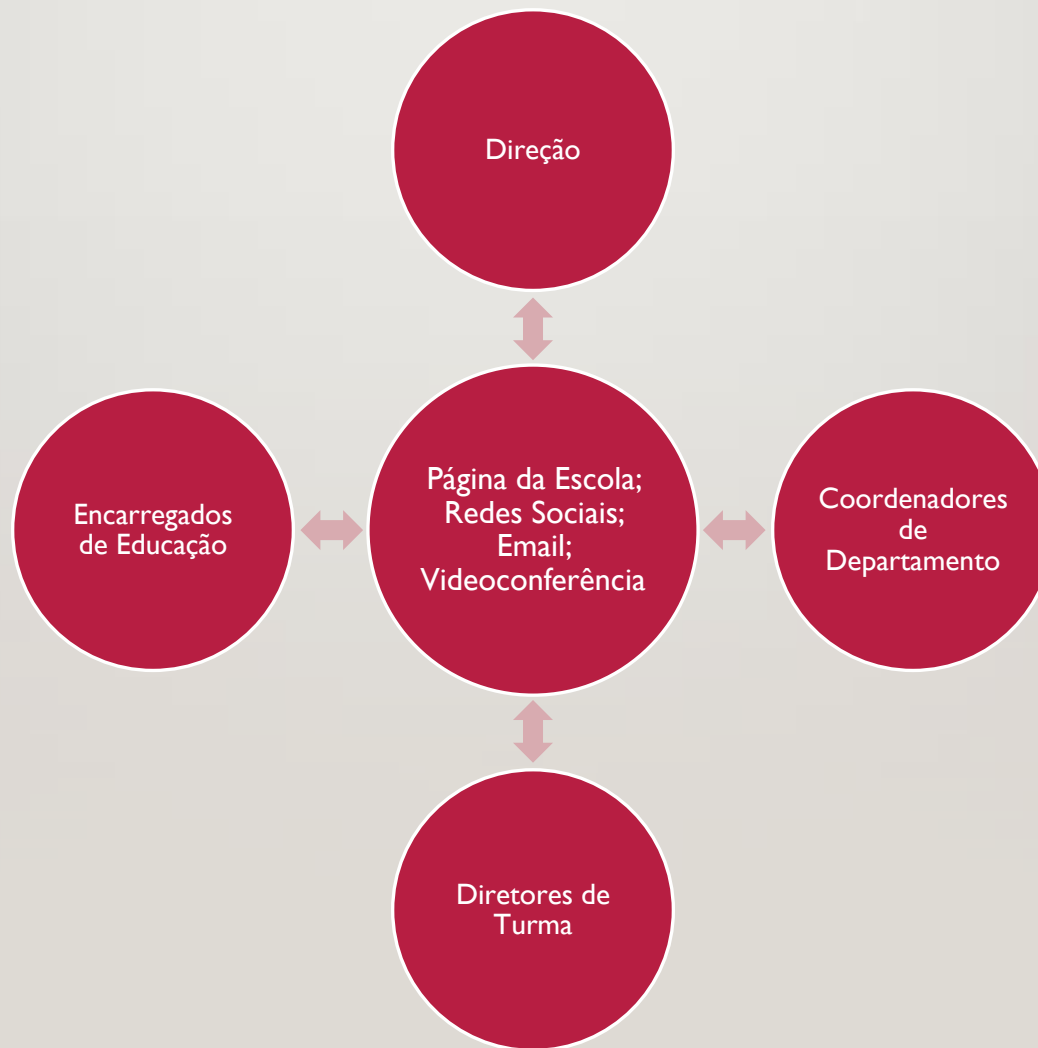 Direção
Encarregados
de Educação
Página da Escola;
Redes Sociais;
Email;
Videoconferência
Coordenadores
de
Departamento
Diretores de
Turma